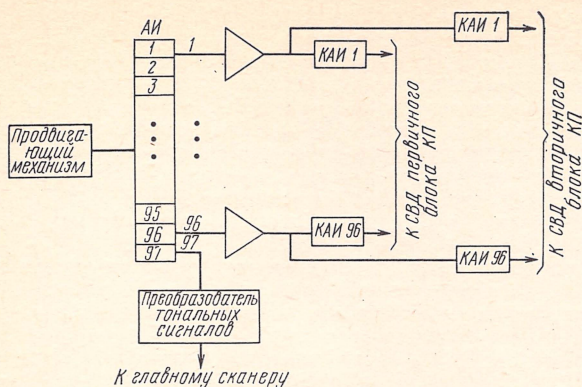 АИ
1
1
2
3
КАИ 1
КАИ 1
Продвига-
ющий
механизм
95
96
96
97
97
КАИ 96
КАИ 96
к СВД первичного
блока КП
к СВД вторичного
блока КП
Преобразователь
тональных
сигналов
К главному сканеру